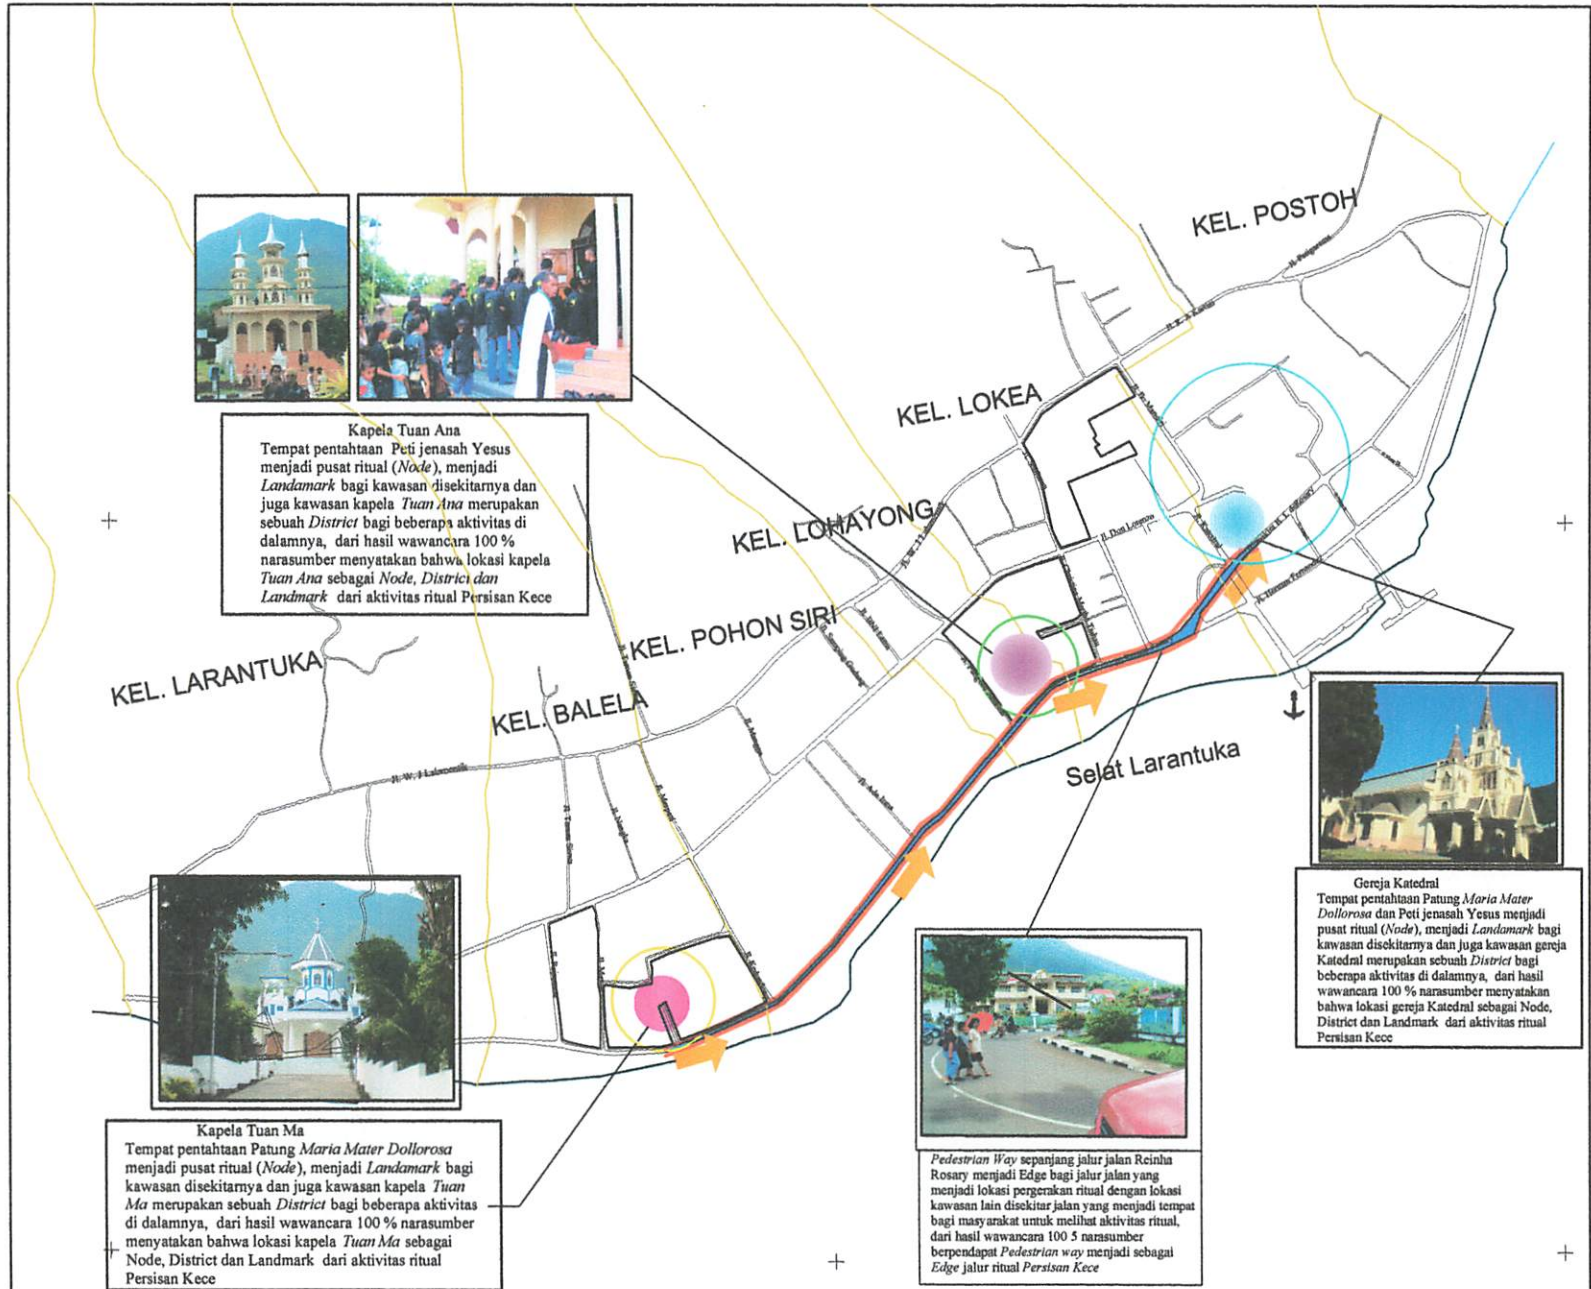 KEL. POSTOH
KEL. LOKEA
KEL. LOHAYONG
KEL. POHON SIRI
KEL. LARANTUKA
KEL. BALELA
Selat Larantuka
Jl. Don Lorenzo
Kapela Tuan Ana
Tempat pentahtaan Peti jenasah Yesus
menjadi pusat ritual (Node), menjadi
Landamark bagi kawasan disekitarnya dan
juga kawasan kapela Tuan Ana merupakan
sebuah District bagi beberapa aktivitas di
dalamnya, dari hasil wawancara 100 %
narasumber menyatakan bahwa lokasi kapela
Tuan Ana sebagai Node, District dan
Landmark dari aktivitas ritual Persisan Kece
Gereja Katedral
Tempat pentahtaan Patung Maria Mater
Dollorosa dan Peti jenasah Yesus menjadi
pusat ritual (Node), menjadi Landamark bagi
kawasan disekitarnya dan juga kawasan gereja
Katedral merupakan sebuah District bagi
beberapa aktivitas di dalamnya, dari hasil
wawancara 100 % narasumber menyatakan
bahwa lokasi gereja Katedral sebagai Node,
District dan Landmark dari aktivitas ritual
Persisan Kece
Kapela Tuan Ma
Tempat pentahtaan Patung Maria Mater Dollorosa
menjadi pusat ritual (Node), menjadi Landamark bagi
kawasan disekitarnya dan juga kawasan kapela Tuan
Ma merupakan sebuah District bagi beberapa aktivitas
di dalamnya, dari hasil wawancara 100 % narasumber
menyatakan bahwa lokasi kapela Tuan Ma sebagai
Node, District dan Landmark dari aktivitas ritual
Persisan Kece
Pedestrian Way sepanjang jalur jalan Reinha
Rosary menjadi Edge bagi jalur jalan yang
menjadi lokasi pergerakan ritual dengan lokasi
kawasan lain disekitar jalan yang menjadi tempat
bagi masyarakat untuk melihat aktivitas ritual,
dari hasil wawancara 100 5 narasumber
berpendapat Pedestrian way menjadi sebagai
Edge jalur ritual Persisan Kece